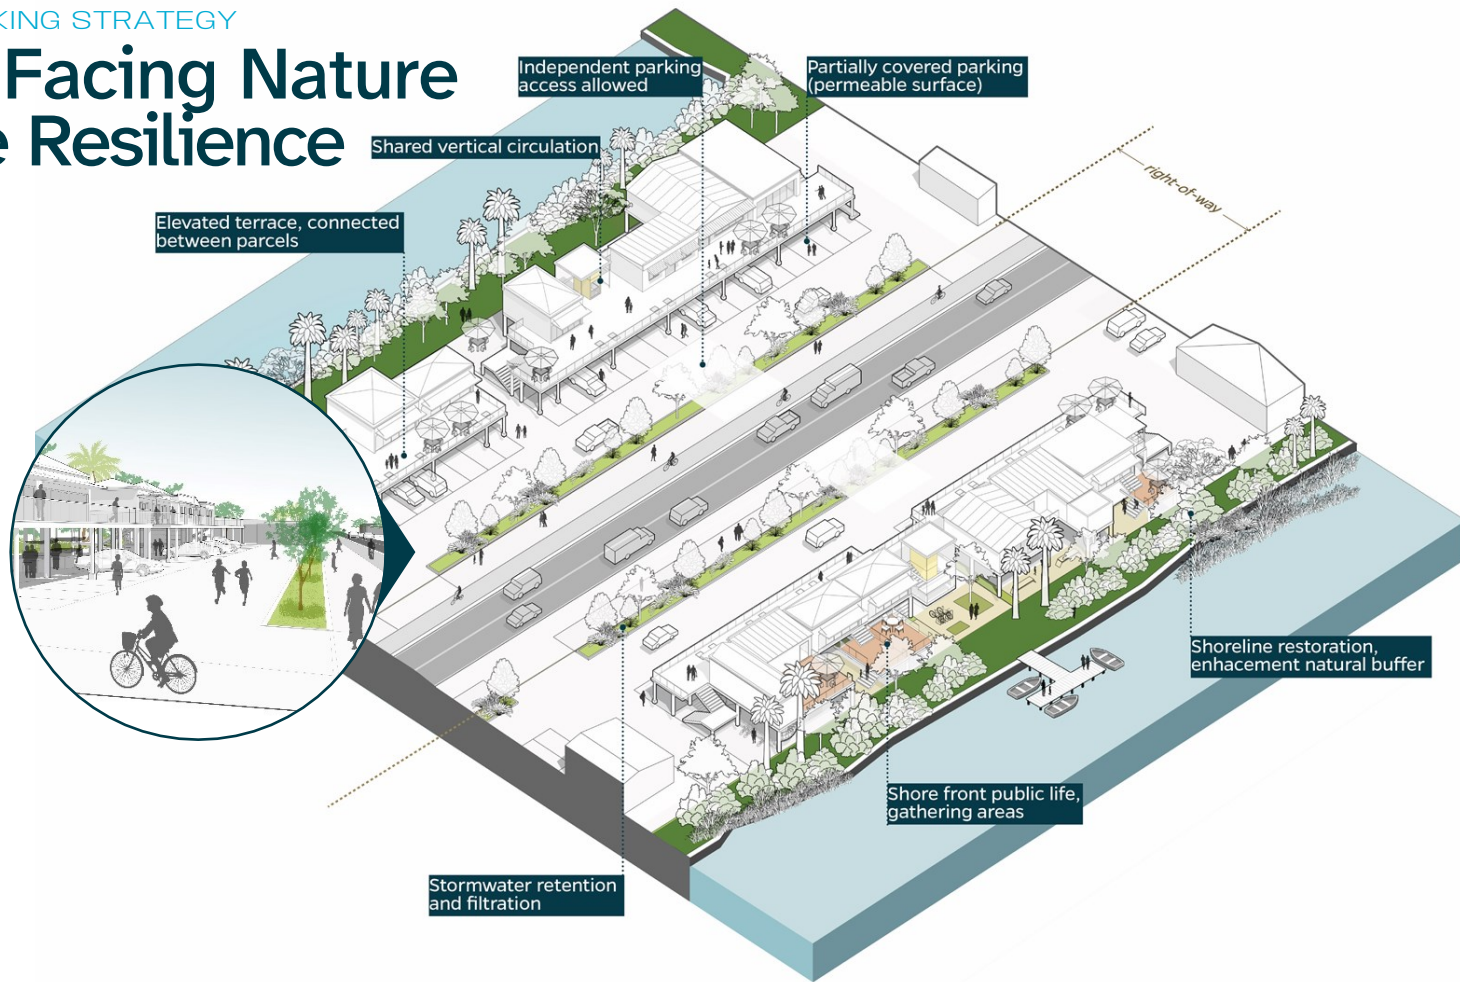 KING STRATEGY
Facing Nature
e Resilience
Independent parking
access allowed
Partially covered parking
(permeable surface)
Shared vertical circulation
Elevated terrace, connected
between parcels
right-of-way
Shoreline restoration,
enhacement natural buffer
Shore front public life,
gathering areas
Stormwater retention
and filtration